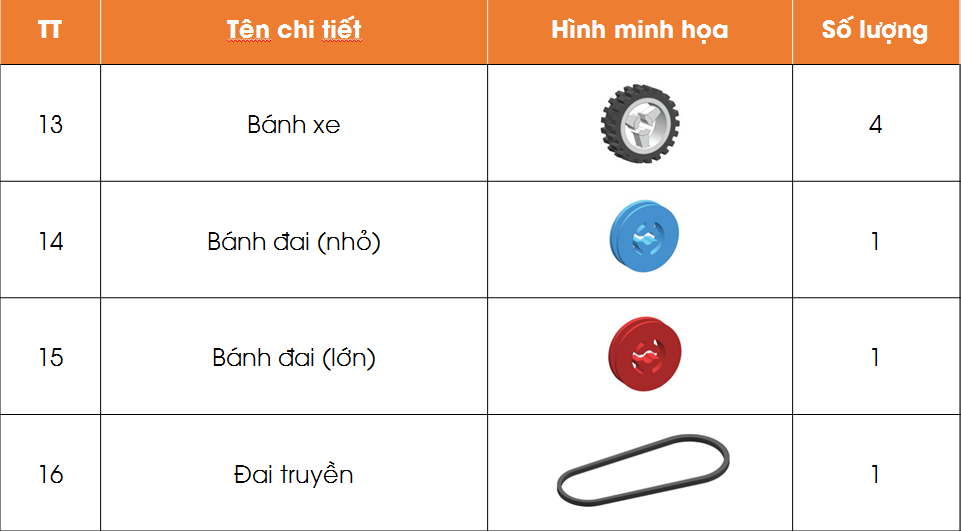 TT Tên chi tiết Hình minh họa Số lượng
13 Bánh xe 4
14 Bánh đai (nhỏ) 1
15 Bánh đai (lớn) 1
16 Đai truyền 1